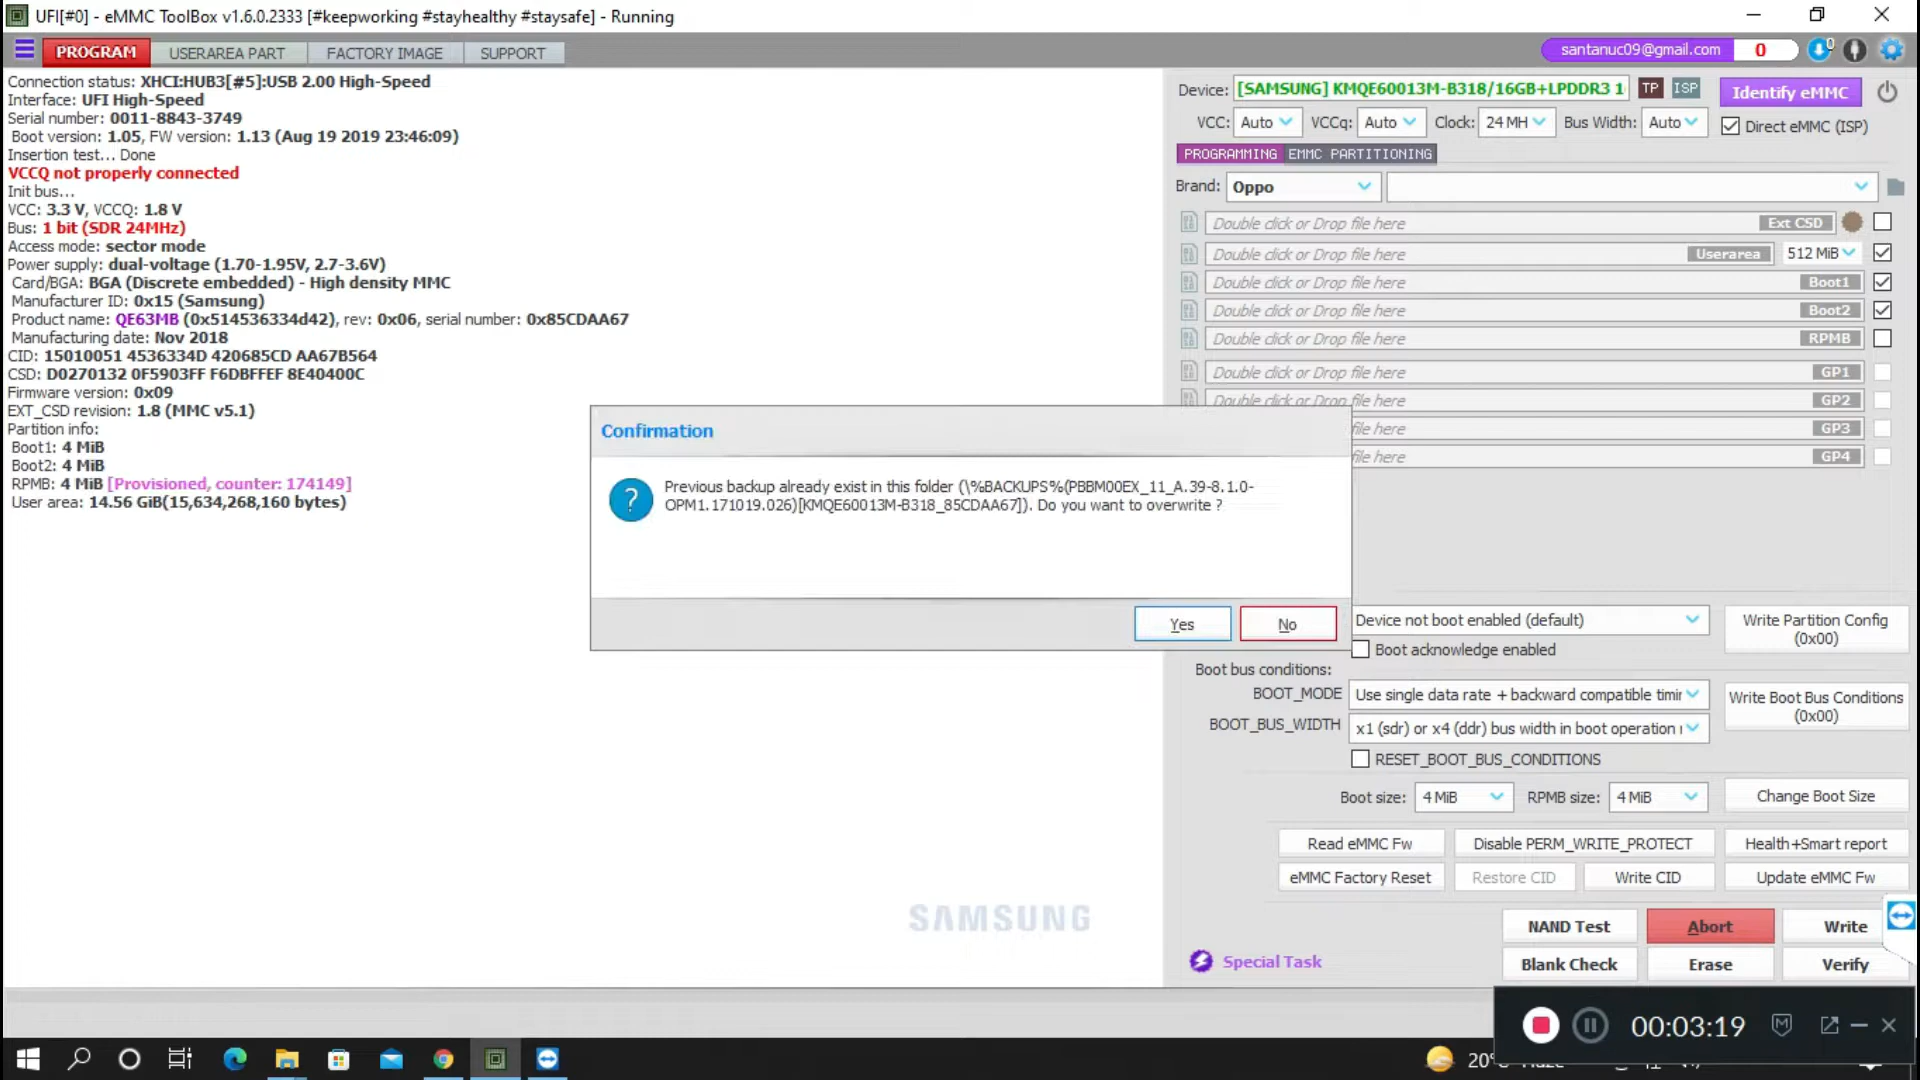 UFI[#0] - eMMC ToolBox v1.6.0.2333 [#keepworking #stayhealthy #staysafe] - Running
PROGRAM USERAREA PART FACTORY IMAGE SUPPORT
santanuc09@gmail.com 0 0
Connection status: XHCI:HUB3[#5]:USB 2.00 High-Speed
Interface: UFI High-Speed
Serial number: 0011-8843-3749
Boot version: 1.05, FW version: 1.13 (Aug 19 2019 23:46:09)
Insertion test... Done
VCCQ not properly connected
Init bus...
VCC: 3.3 V, VCCQ: 1.8 V
Bus: 1 bit (SDR 24MHz)
Access mode: sector mode
Power supply: dual-voltage (1.70-1.95V, 2.7-3.6V)
Card/BGA: BGA (Discrete embedded) - High density MMC
Manufacturer ID: 0x15 (Samsung)
Product name: QE63MB (0x514536334d42), rev: 0x06, serial number: 0x85CDAA67
Manufacturing date: Nov 2018
CID: 15010051 4536334D 420685CD AA67B564
CSD: D0270132 0F5903FF F6DBFFEF 8E40400C
Firmware version: 0x09
EXT_CSD revision: 1.8 (MMC v5.1)
Partition info:
Boot1: 4 MiB
Boot2: 4 MiB
RPMB: 4 MiB [Provisioned, counter: 174149]
User area: 14.56 GiB(15,634,268,160 bytes)
SAMSUNG
Device: [SAMSUNG] KMQE60013M-B318/16GB+LPDDR3 1 TP ISP Identify eMMC
VCC: Auto VCCq: Auto Clock: 24 MH Bus Width: Auto Direct eMMC (ISP)
PROGRAMMING EMMC PARTITIONING
Brand: Oppo
Double click or Drop file here Ext CSD
Double click or Drop file here Userarea 512 MiB
Double click or Drop file here Boot1
Double click or Drop file here Boot2
Double click or Drop file here RPMB
Double click or Drop file here GP1
Double click or Drop file here GP2
file here GP3
file here GP4
Confirmation
Previous backup already exist in this folder (\%BACKUPS%(PBBM00EX_11_A.39-8.1.0-
OPM1.171019.026)[KMQE60013M-B318_85CDAA67]). Do you want to overwrite ?
Yes No
Device not boot enabled (default) Write Partition Config
(0x00)
Boot acknowledge enabled
Boot bus conditions:
BOOT_MODE Use single data rate + backward compatible timir Write Boot Bus Conditions
(0x00)
BOOT_BUS_WIDTH x1 (sdr) or x4 (ddr) bus width in boot operation
RESET_BOOT_BUS_CONDITIONS
Boot size: 4 MiB RPMB size: 4 MiB Change Boot Size
Read eMMC Fw Disable PERM_WRITE_PROTECT Health+Smart report
eMMC Factory Reset Restore CID Write CID Update eMMC Fw
NAND Test Abort Write
Special Task Blank Check Erase Verify
00:03:19